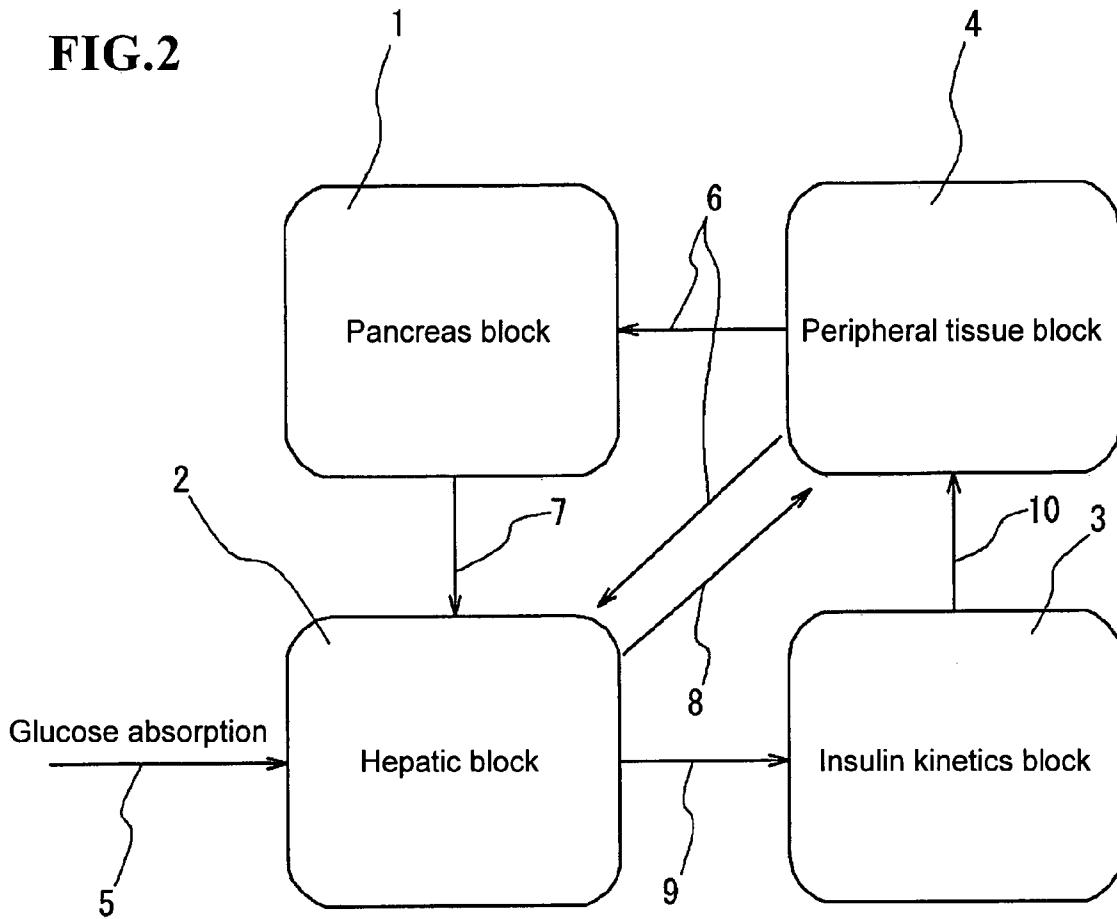 FIG.2
1
4
6
Pancreas block
Peripheral tissue block
2
7
10
3
8
Glucose absorption
Hepatic block
Insulin kinetics block
5
9